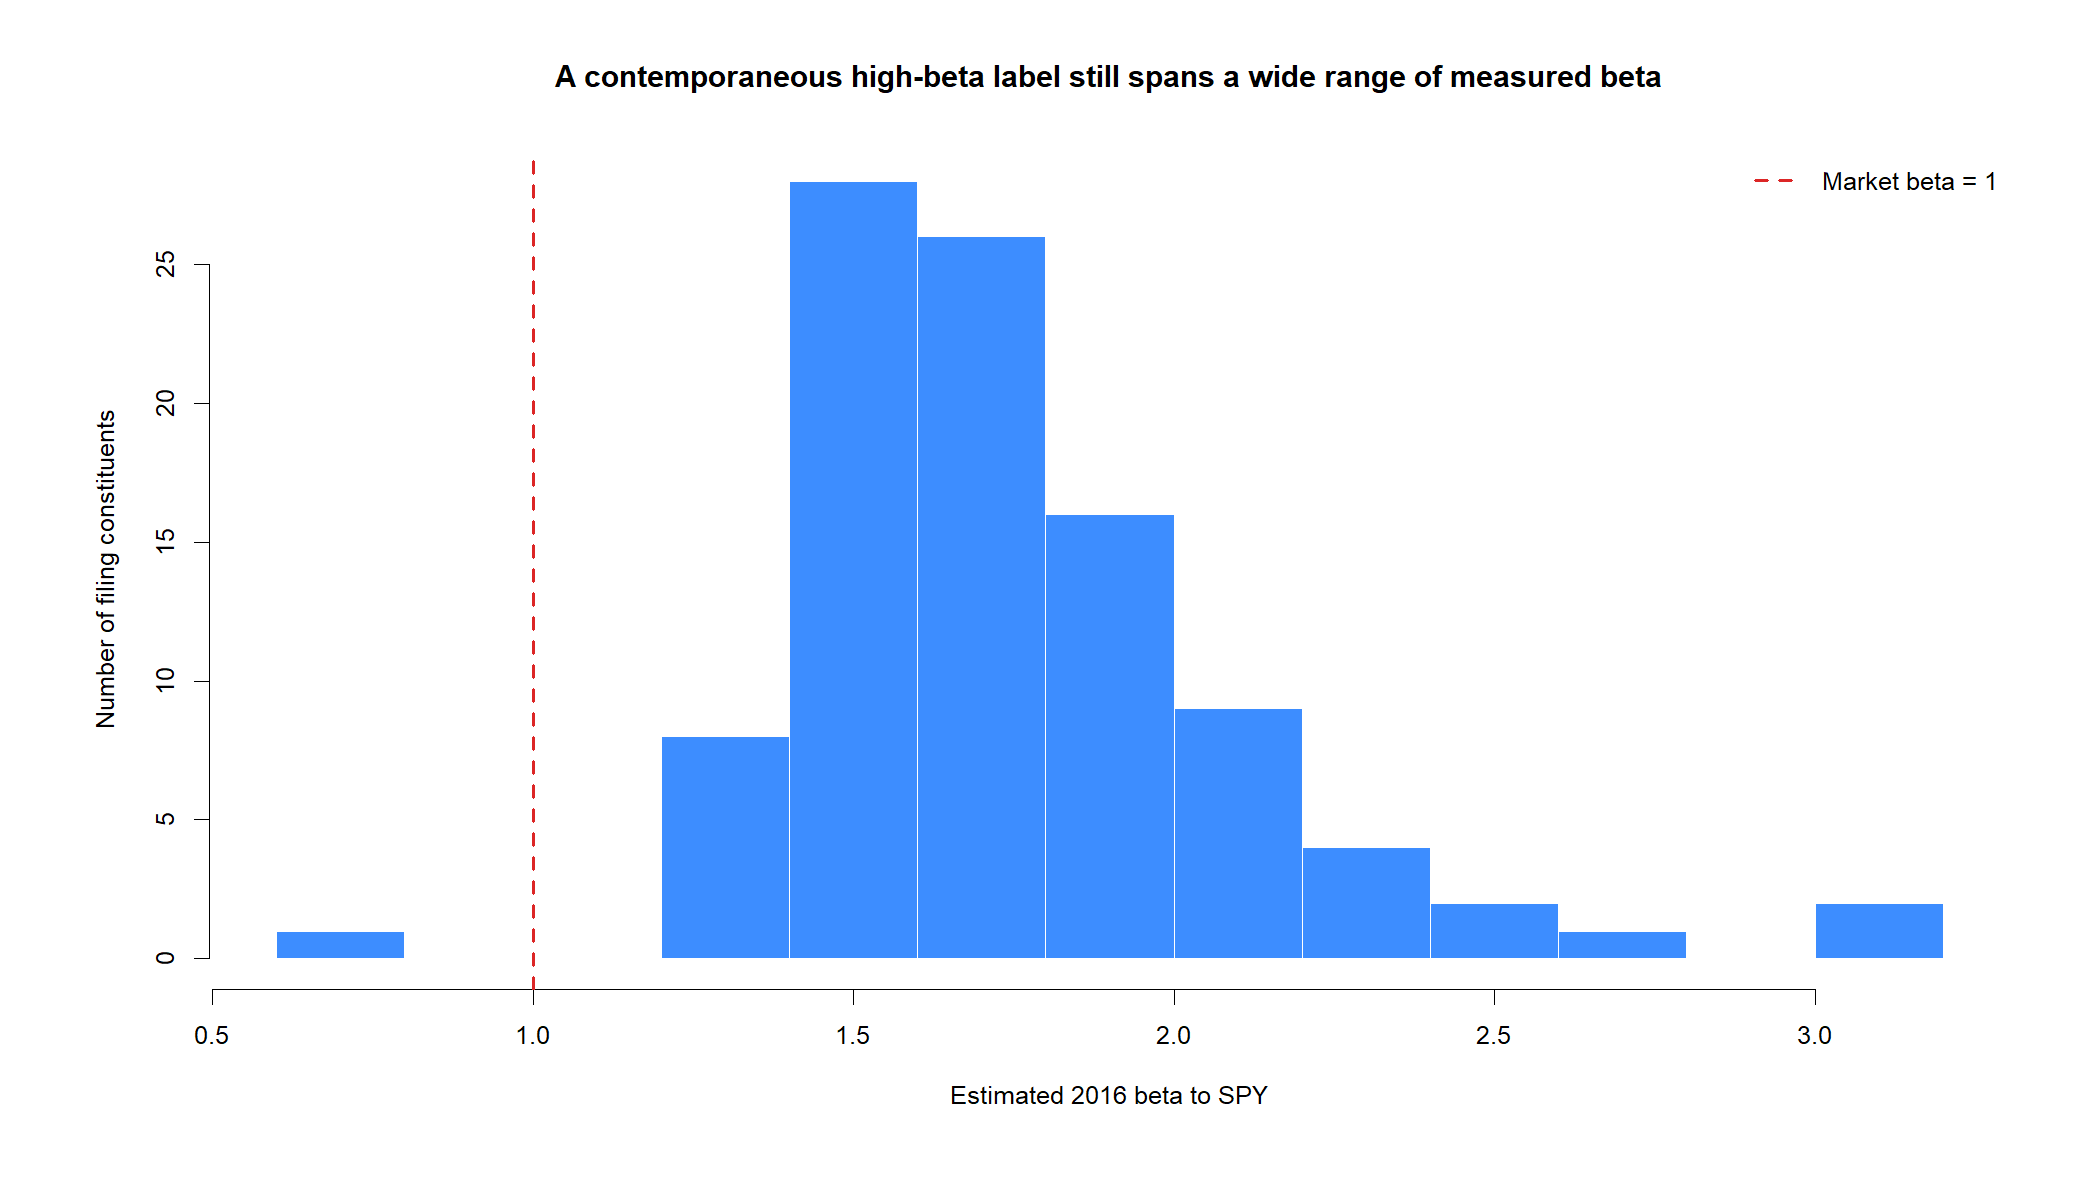 A contemporaneous high-beta label still spans a wide range of measured beta
Market beta = 1
Number of filing constituents
25
20
15
10
5
0
0.5 1.0 1.5 2.0 2.5 3.0
Estimated 2016 beta to SPY